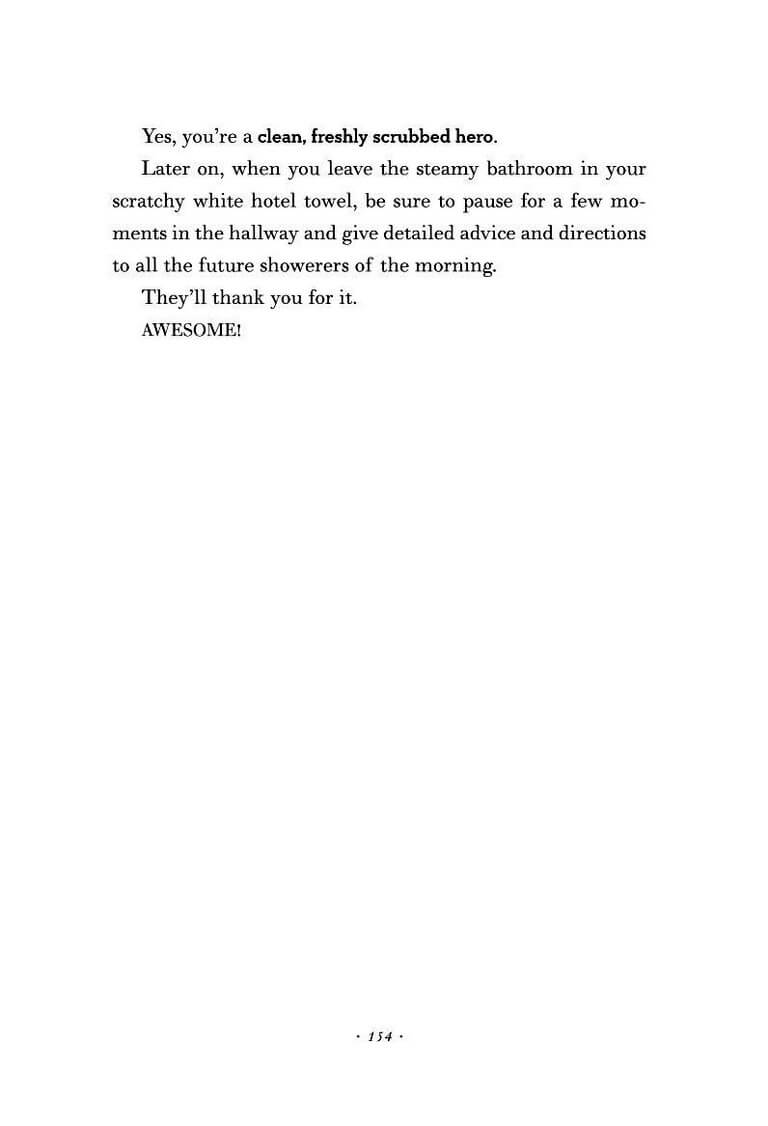 Yes, you’re a clean, freshly scrubbed hero.
Later on, when you leave the steamy bathroom in your
scratchy white hotel towel, be sure to pause for a few mo-
ments in the hallway and give detailed advice and directions
to all the future showerers of the morning.
They’ll thank you for it.
AWESOME!
· 154 ·